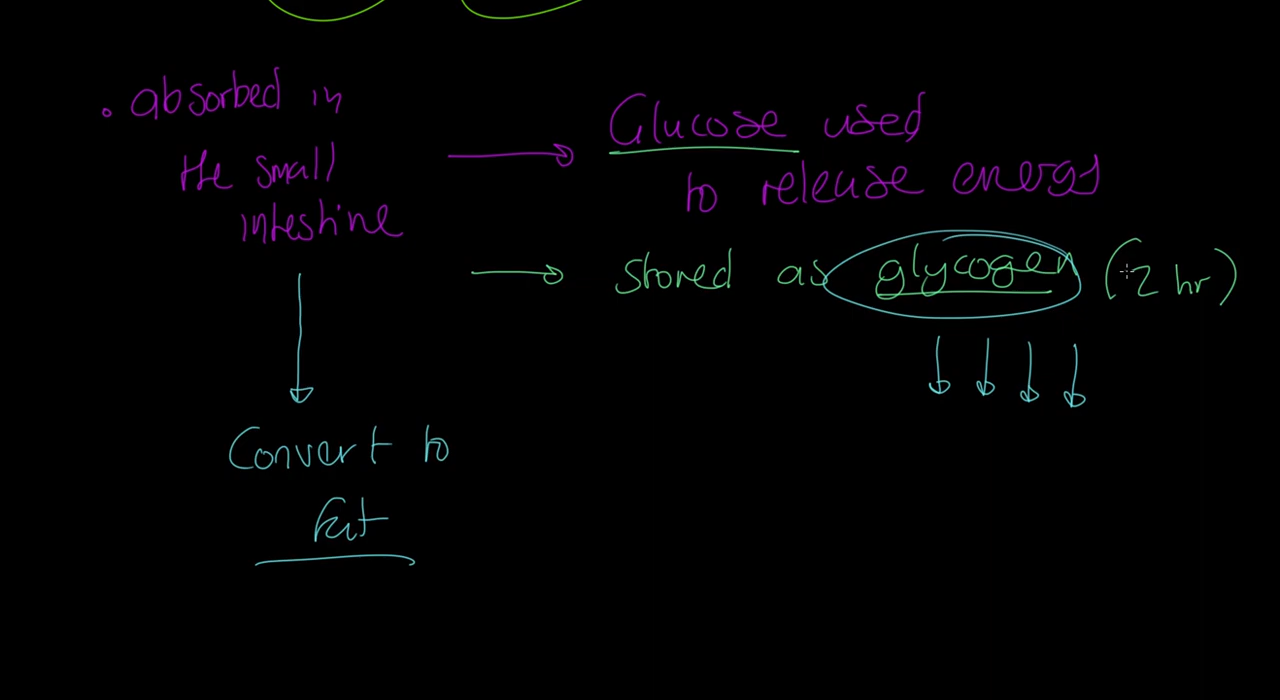 . absorbed in
the small
intestine
Glucose used
to release energy
Stored as glycogen (2 hr)
Convert to
Fat